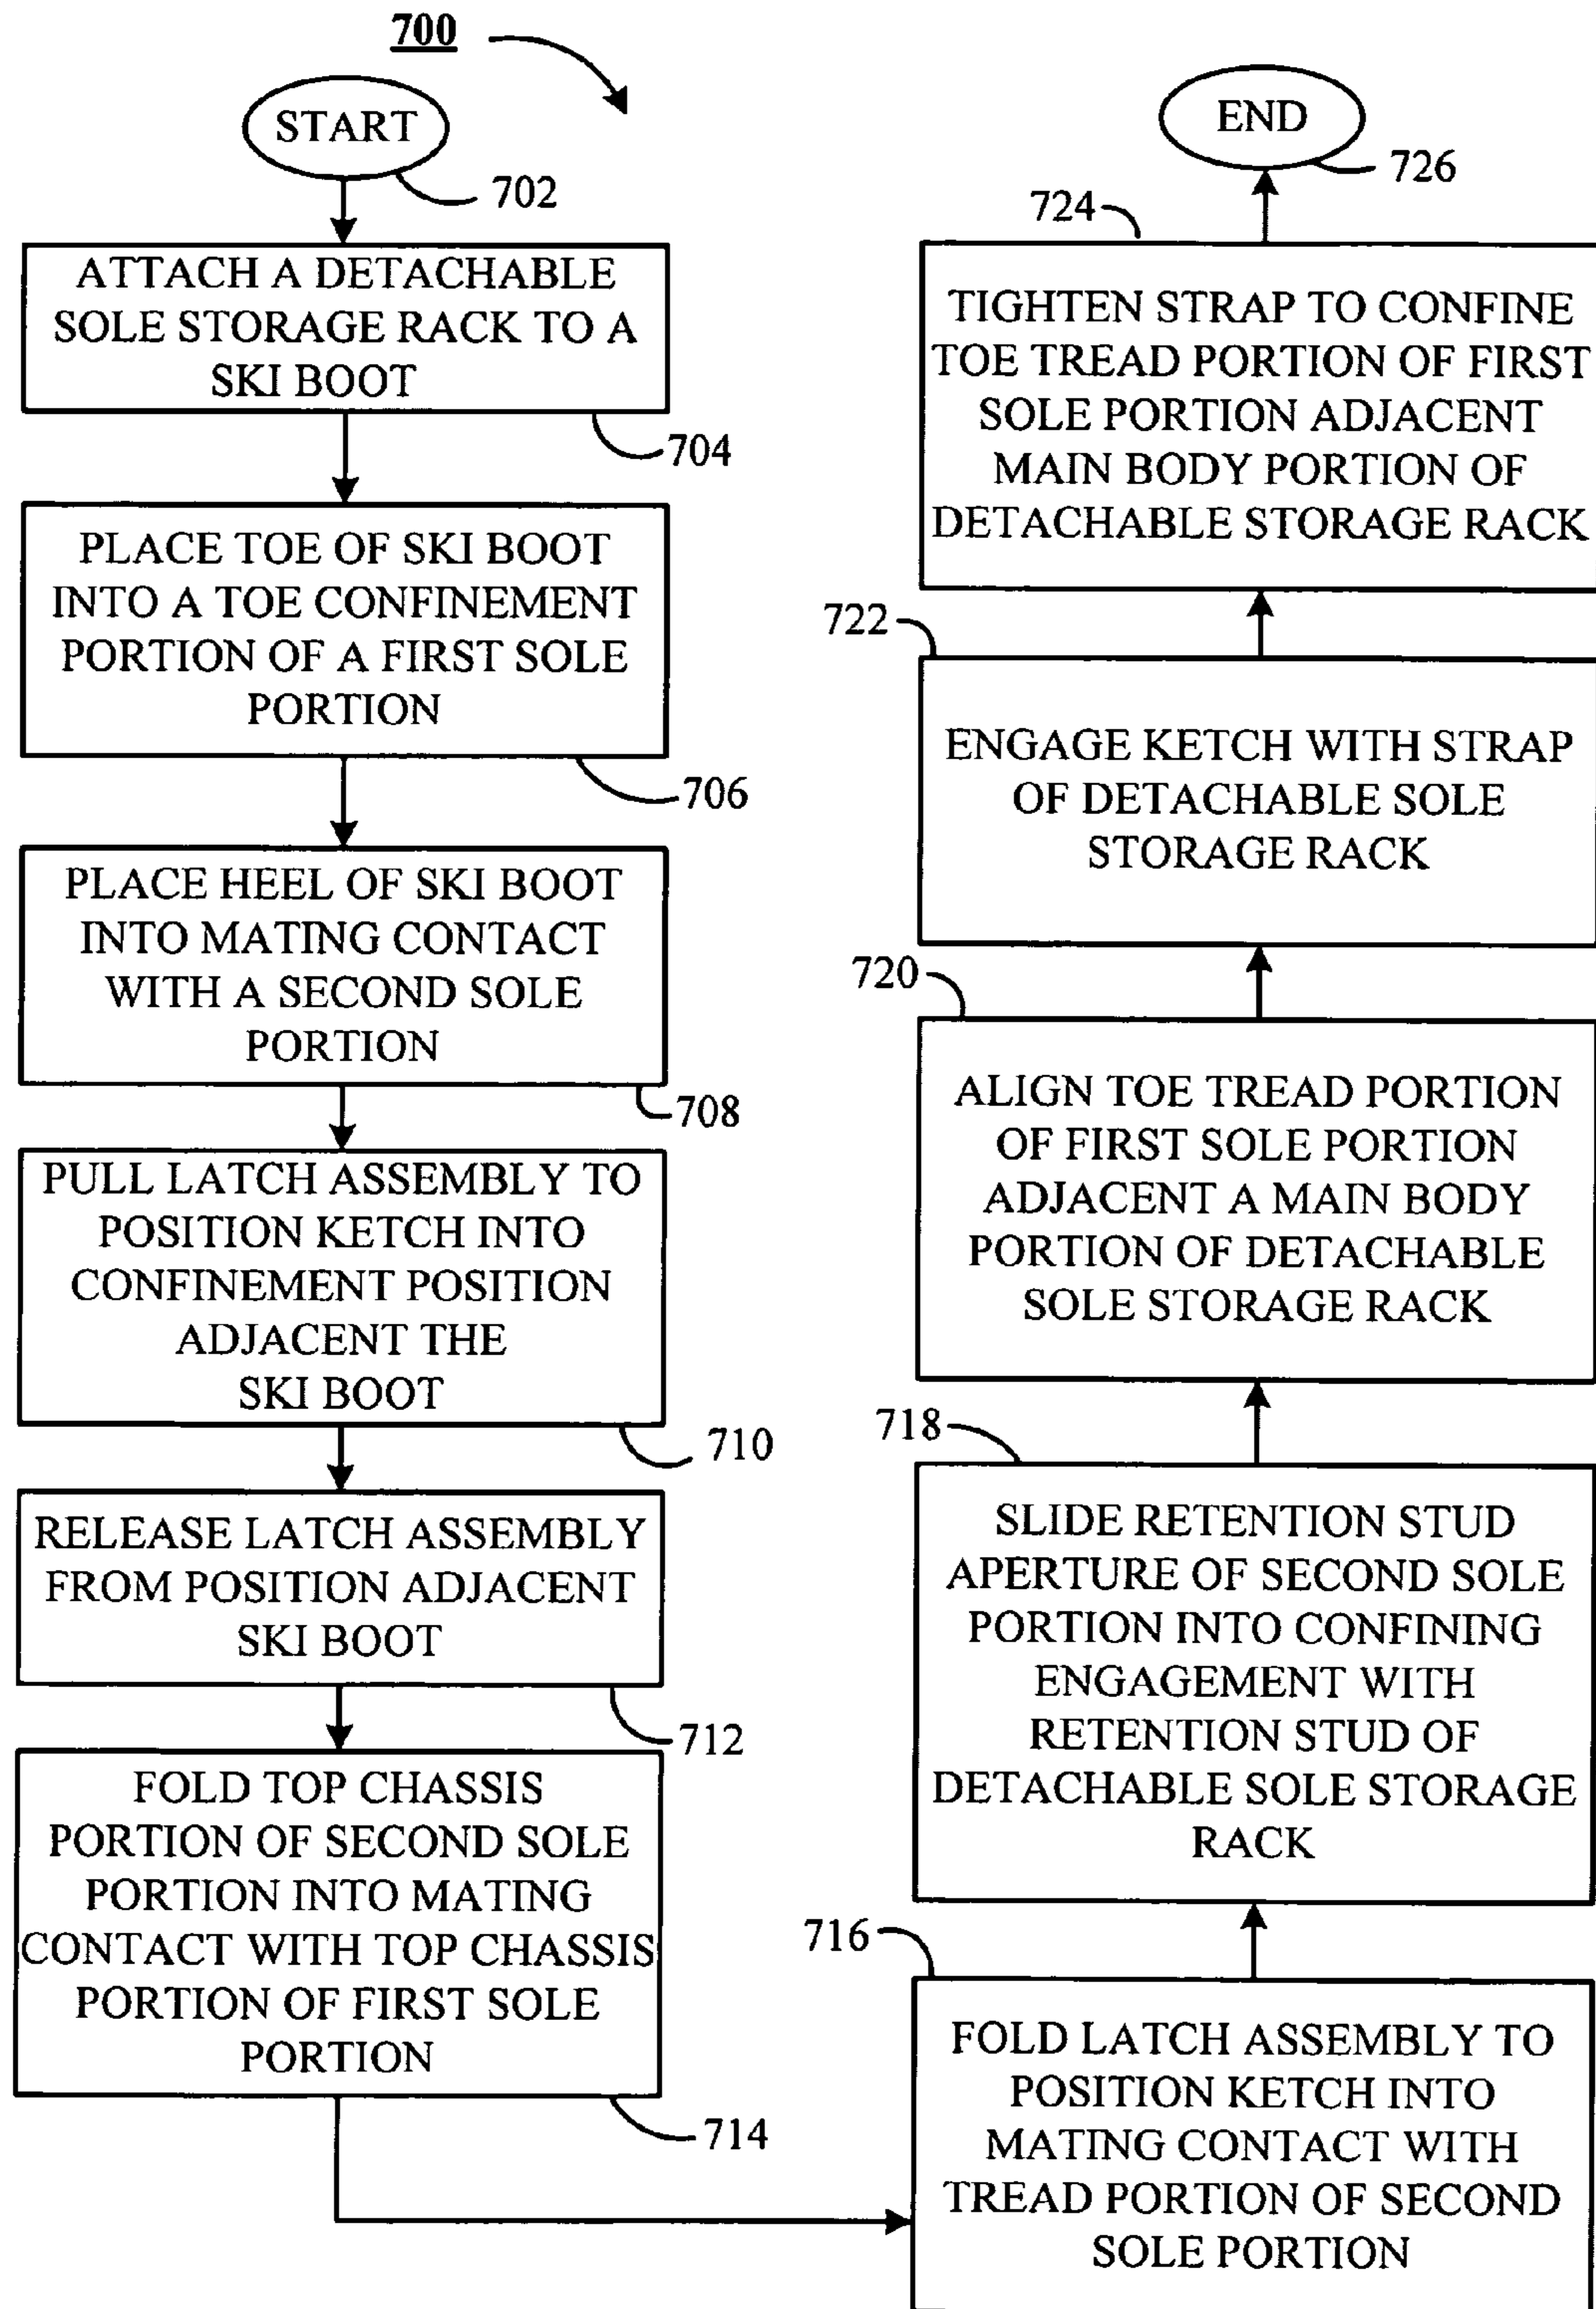 700
START
702
ATTACH A DETACHABLE
SOLE STORAGE RACK TO A
SKI BOOT
704
PLACE TOE OF SKI BOOT
INTO A TOE CONFINEMENT
PORTION OF A FIRST SOLE
PORTION
706
PLACE HEEL OF SKI BOOT
INTO MATING CONTACT
WITH A SECOND SOLE
PORTION
708
PULL LATCH ASSEMBLY TO
POSITION KETCH INTO
CONFINEMENT POSITION
ADJACENT THE
SKI BOOT
710
RELEASE LATCH ASSEMBLY
FROM POSITION ADJACENT
SKI BOOT
712
FOLD TOP CHASSIS
PORTION OF SECOND SOLE
PORTION INTO MATING
CONTACT WITH TOP CHASSIS
PORTION OF FIRST SOLE
PORTION
714
716
FOLD LATCH ASSEMBLY TO
POSITION KETCH INTO
MATING CONTACT WITH
TREAD PORTION OF SECOND
SOLE PORTION
718
SLIDE RETENTION STUD
APERTURE OF SECOND SOLE
PORTION INTO CONFINING
ENGAGEMENT WITH
RETENTION STUD OF
DETACHABLE SOLE STORAGE
RACK
720
ALIGN TOE TREAD PORTION
OF FIRST SOLE PORTION
ADJACENT A MAIN BODY
PORTION OF DETACHABLE
SOLE STORAGE RACK
722
ENGAGE KETCH WITH STRAP
OF DETACHABLE SOLE
STORAGE RACK
724
TIGHTEN STRAP TO CONFINE
TOE TREAD PORTION OF FIRST
SOLE PORTION ADJACENT
MAIN BODY PORTION OF
DETACHABLE STORAGE RACK
END
726